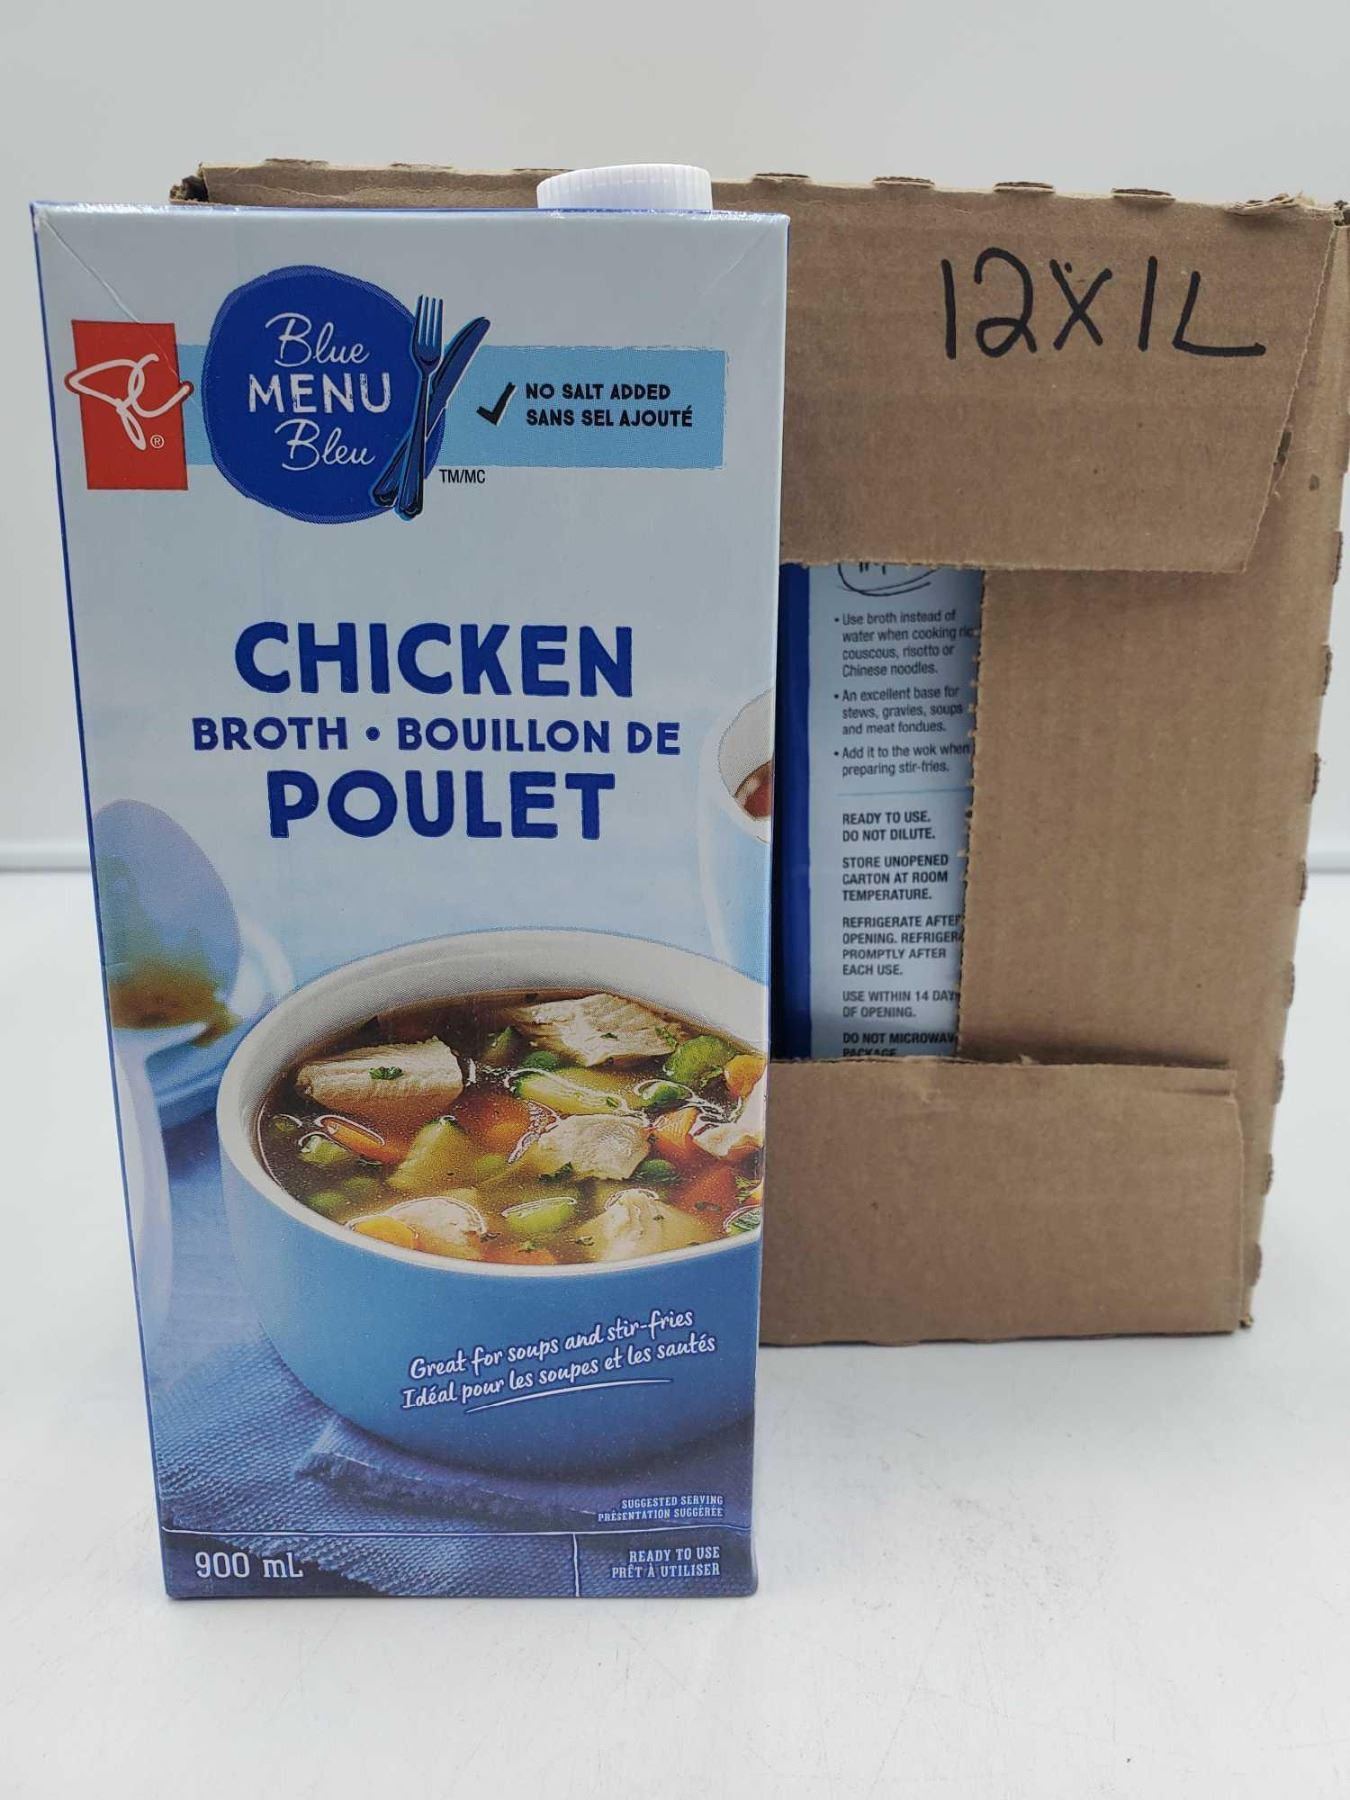 Blue
MENU
Bleu
TM/MC
NO SALT ADDED
SANS SEL AJOUTÉ
CHICKEN
BROTH • BOUILLON DE
POULET
Great for soups and stir-fries
Idéal pour les soupes et les sautés
SUGGESTED SERVING
PRÉSENTATION SUGGÉRÉE
900 mL
READY TO USE
PRÊT À UTILISER
12X1L
• Use broth instead of
water when cooking ric
couscous, risotto or
Chinese noodles.
• An excellent base for
stews, gravies, soups
and meat fondues.
• Add it to the wok when
preparing stir-fries.
READY TO USE.
DO NOT DILUTE.
STORE UNOPENED
CARTON AT ROOM
TEMPERATURE.
REFRIGERATE AFTER
OPENING. REFRIGERA
PROMPTLY AFTER
EACH USE.
USE WITHIN 14 DAY
OF OPENING.
DO NOT MICROWAV
PACKAGE